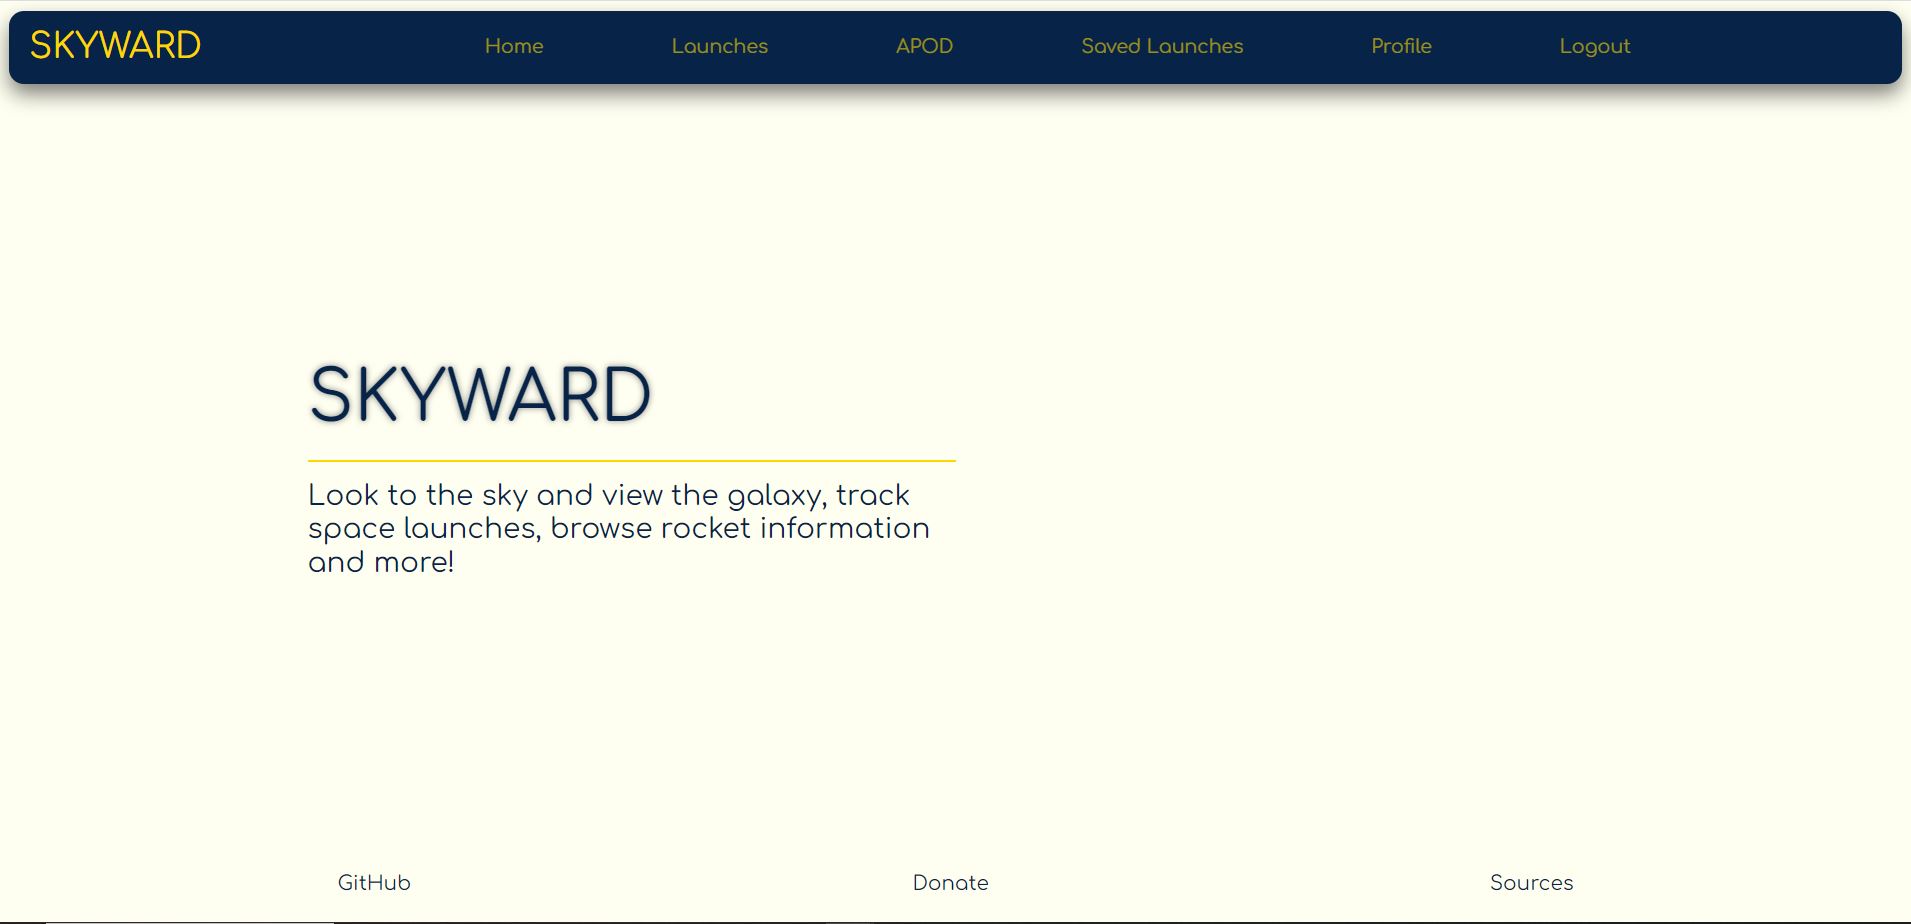 SKYWARD Home Launches APOD Saved Launches Profile Logout
SKYWARD
Look to the sky and view the galaxy, track
space launches, browse rocket information
and more!
GitHub Donate Sources